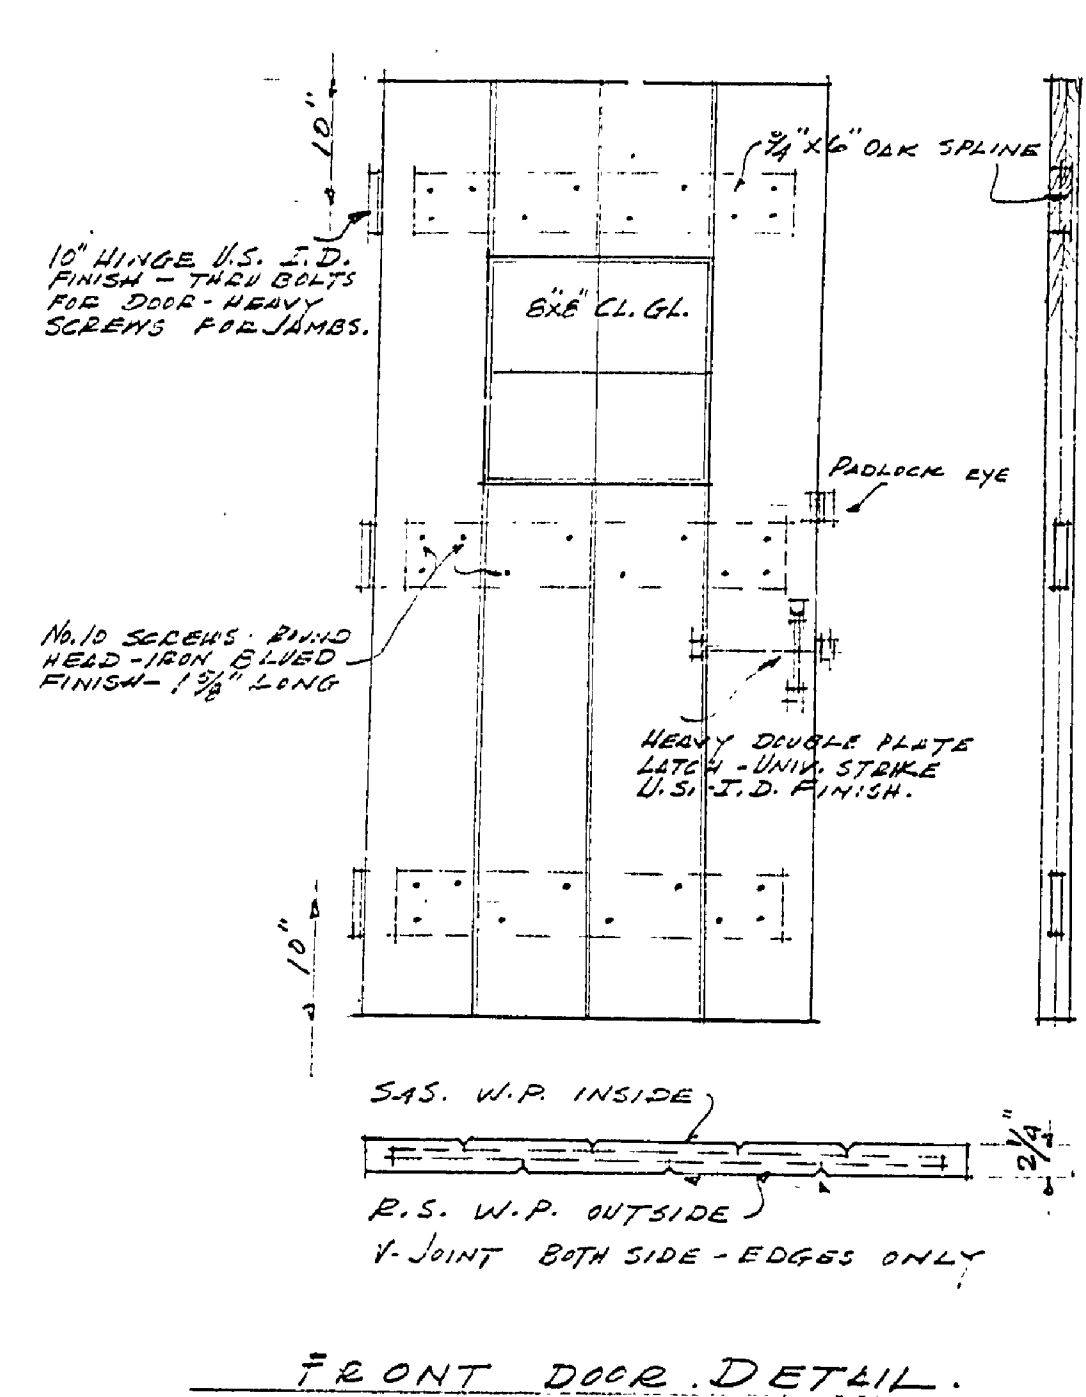 10"
3/4"X6" OAK SPLINE
10" HINGE U.S. I.D.
FINISH - THRU BOLTS
FOR DOOR - HEAVY
SCREWS FOR JAMBS.
8"X8" CL. GL.
PADLOCK EYE
No.10 SCREWS - ROUND
HEAD - IRON BLUED
FINISH - 1 5/8" LONG
HEAVY DOUBLE PLATE
LATCH - UNIV. STRIKE
U.S. I.D. FINISH.
10"
S4S. W.P. INSIDE
2 1/4"
R.S. W.P. OUTSIDE
V-JOINT BOTH SIDE - EDGES ONLY
FRONT DOOR DETAIL.